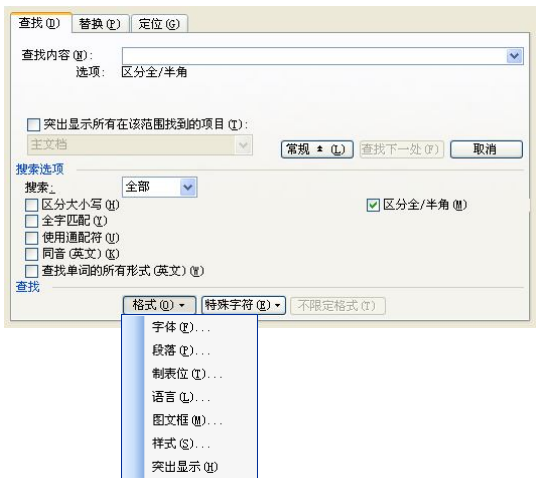 查找(D) 替换(P) 定位(G)
查找内容(N):
选项: 区分全/半角
突出显示所有在该范围找到的项目(T):
主文档
常规 ± (L) 查找下一处(F) 取消
搜索选项
搜索: 全部
区分大小写(H) 区分全/半角(M)
全字匹配(Y)
使用通配符(U)
同音(英文)(K)
查找单词的所有形式(英文)(W)
查找
格式(O) 特殊字符(E) 不限定格式(T)
字体(F)...
段落(P)...
制表位(T)...
语言(L)...
图文框(M)...
样式(S)...
突出显示(H)